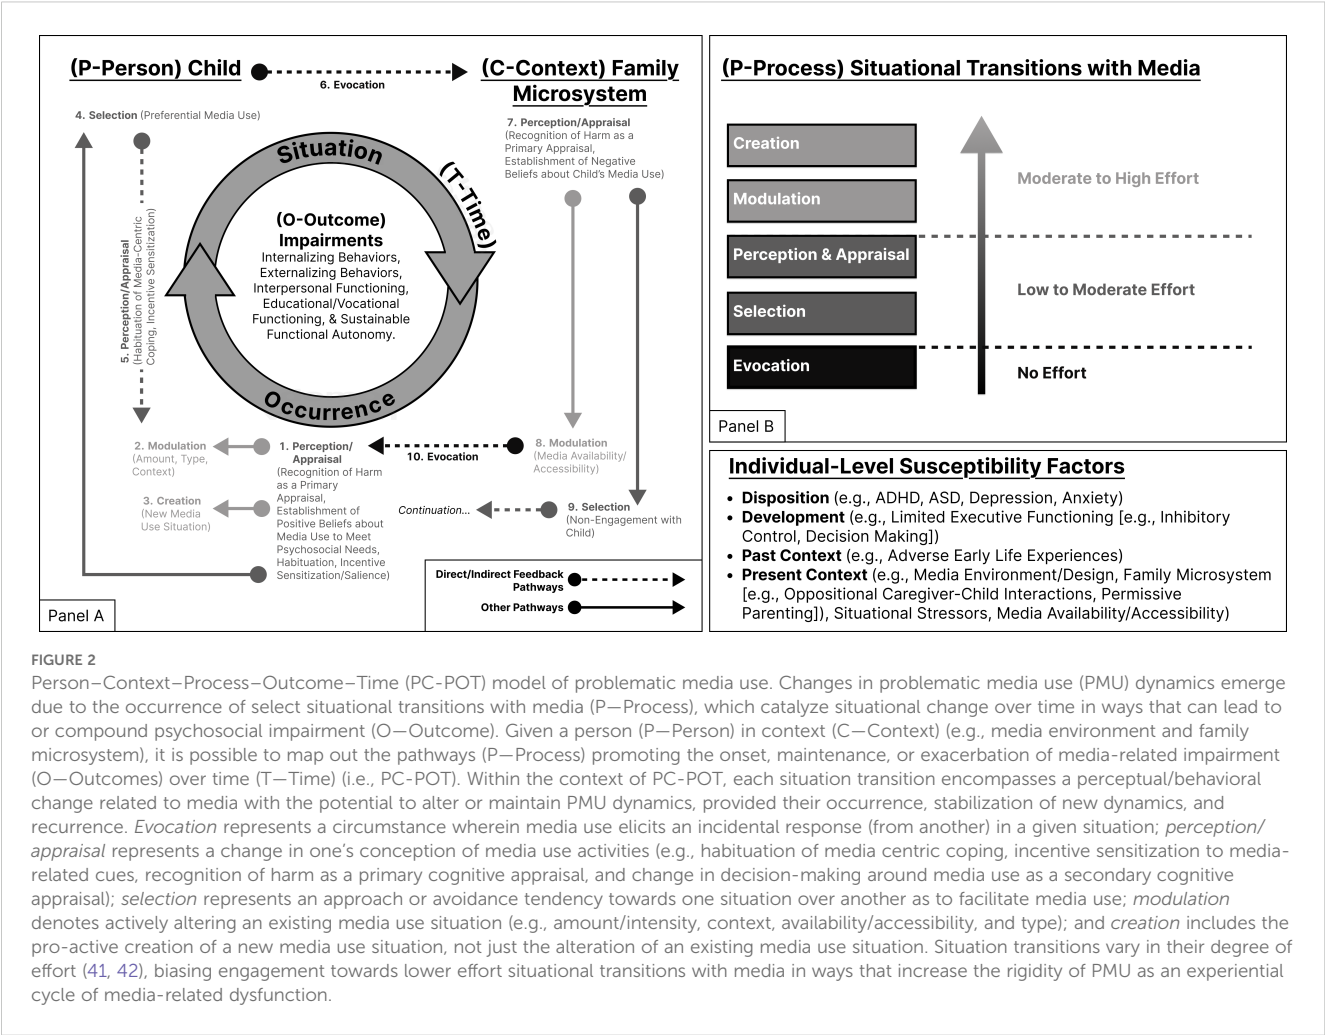 (P-Person) Child
6. Evocation
(C-Context) Family
Microsystem
4. Selection (Preferential Media Use)
7. Perception/Appraisal
(Recognition of Harm as a
Primary Appraisal,
Establishment of Negative
Beliefs about Child's Media Use)
Situation
(T-Time)
5. Perception/Appraisal
(Habituation of Media-Centric
Coping, Incentive Sensitization)
(O-Outcome)
Impairments
Internalizing Behaviors,
Externalizing Behaviors,
Interpersonal Functioning,
Educational/Vocational
Functioning, & Sustainable
Functional Autonomy.
Occurrence
2. Modulation
(Amount, Type,
Context)
1. Perception/
Appraisal
(Recognition of Harm
as a Primary
Appraisal,
Establishment of
Positive Beliefs about
Media Use to Meet
Psychosocial Needs,
Habituation, Incentive
Sensitization/Salience)
10. Evocation
8. Modulation
(Media Availability/
Accessibility)
3. Creation
(New Media
Use Situation)
Continuation...
9. Selection
(Non-Engagement with
Child)
Direct/Indirect Feedback
Pathways
Other Pathways
Panel A
(P-Process) Situational Transitions with Media
Creation
Modulation
Perception & Appraisal
Selection
Evocation
Moderate to High Effort
Low to Moderate Effort
No Effort
Panel B
Individual-Level Susceptibility Factors
• Disposition (e.g., ADHD, ASD, Depression, Anxiety)
• Development (e.g., Limited Executive Functioning [e.g., Inhibitory
Control, Decision Making])
• Past Context (e.g., Adverse Early Life Experiences)
• Present Context (e.g., Media Environment/Design, Family Microsystem
[e.g., Oppositional Caregiver-Child Interactions, Permissive
Parenting]), Situational Stressors, Media Availability/Accessibility)
FIGURE 2
Person–Context–Process–Outcome–Time (PC-POT) model of problematic media use. Changes in problematic media use (PMU) dynamics emerge
due to the occurrence of select situational transitions with media (P—Process), which catalyze situational change over time in ways that can lead to
or compound psychosocial impairment (O—Outcome). Given a person (P—Person) in context (C—Context) (e.g., media environment and family
microsystem), it is possible to map out the pathways (P—Process) promoting the onset, maintenance, or exacerbation of media-related impairment
(O—Outcomes) over time (T—Time) (i.e., PC-POT). Within the context of PC-POT, each situation transition encompasses a perceptual/behavioral
change related to media with the potential to alter or maintain PMU dynamics, provided their occurrence, stabilization of new dynamics, and
recurrence. Evocation represents a circumstance wherein media use elicits an incidental response (from another) in a given situation; perception/
appraisal represents a change in one's conception of media use activities (e.g., habituation of media centric coping, incentive sensitization to media-
related cues, recognition of harm as a primary cognitive appraisal, and change in decision-making around media use as a secondary cognitive
appraisal); selection represents an approach or avoidance tendency towards one situation over another as to facilitate media use; modulation
denotes actively altering an existing media use situation (e.g., amount/intensity, context, availability/accessibility, and type); and creation includes the
pro-active creation of a new media use situation, not just the alteration of an existing media use situation. Situation transitions vary in their degree of
effort (41, 42), biasing engagement towards lower effort situational transitions with media in ways that increase the rigidity of PMU as an experiential
cycle of media-related dysfunction.